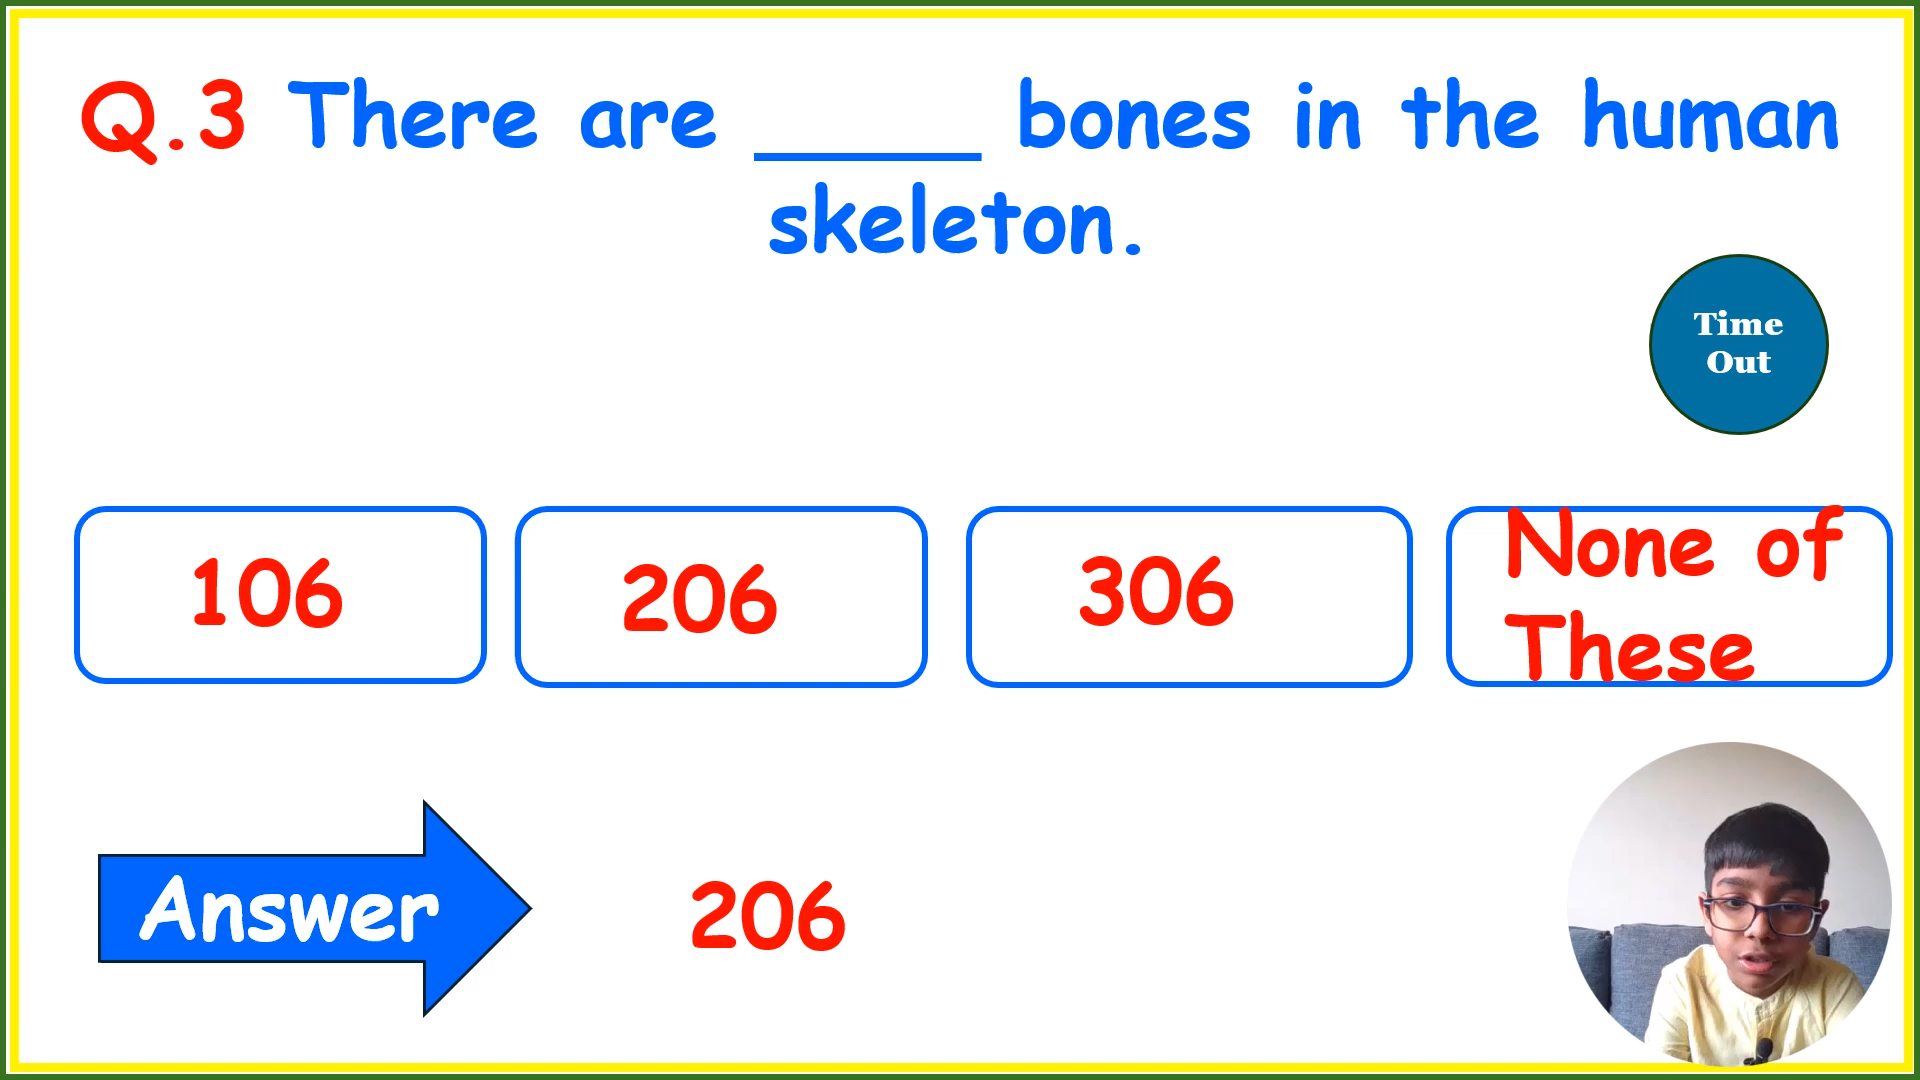 Q.3 There are _____ bones in the human
skeleton.
Time
Out
106
206
306
None of
These
Answer
206